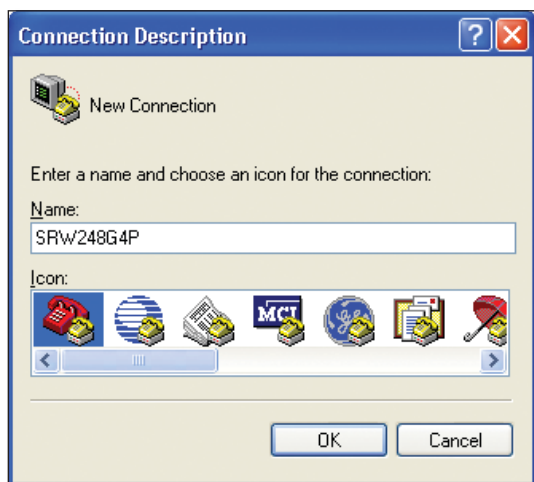 Connection Description
New Connection
Enter a name and choose an icon for the connection:
Name:
SRW248G4P
Icon:
MCI
OK
Cancel